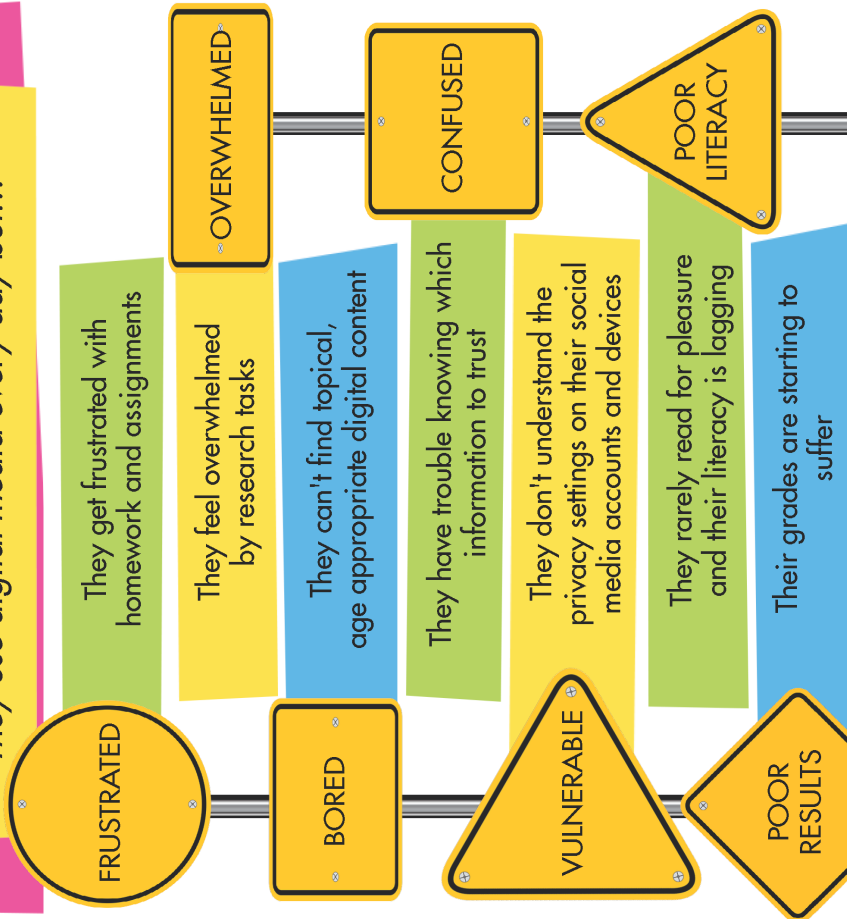 FRUSTRATED
They get frustrated with
homework and assignments
OVERWHELMED
They feel overwhelmed
by research tasks
BORED
They can't find topical,
age appropriate digital content
CONFUSED
They have trouble knowing which
information to trust
VULNERABLE
They don't understand the
privacy settings on their social
media accounts and devices
POOR
LITERACY
They rarely read for pleasure
and their literacy is lagging
POOR
RESULTS
Their grades are starting to
suffer